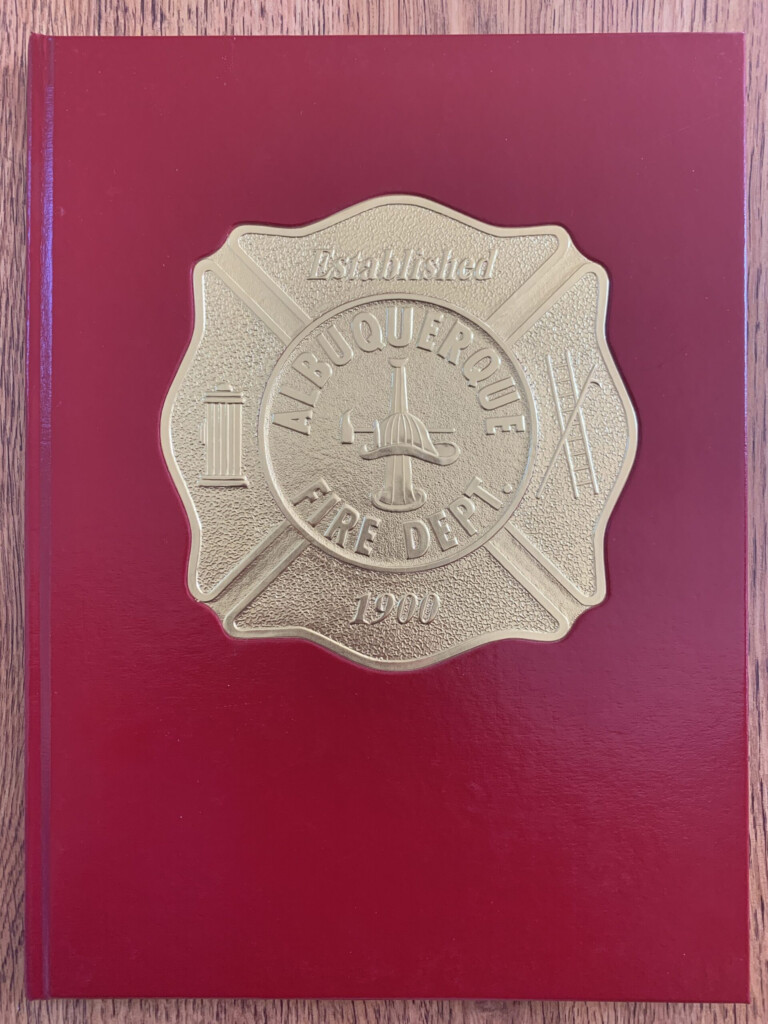 Established
ALBUQUERQUE
FIRE DEPT.
1900